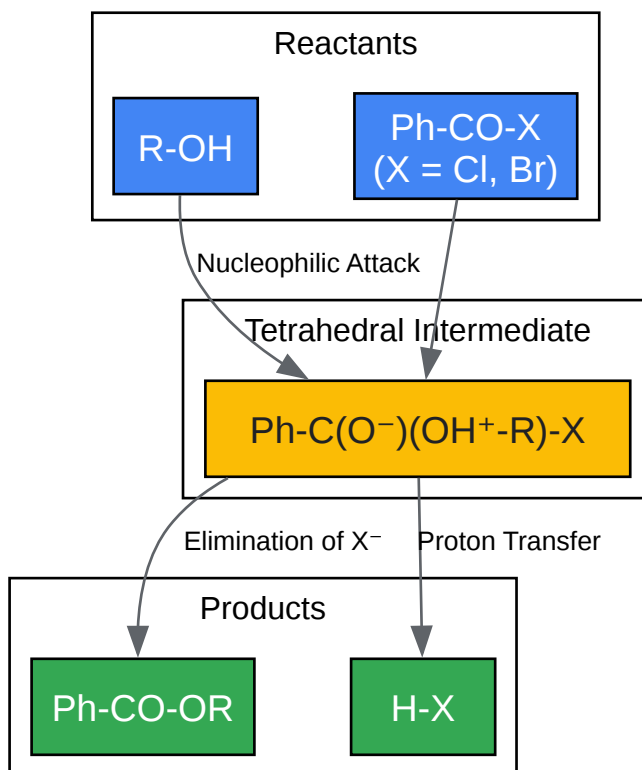 Reactants
R-OH
Ph-CO-X
(X = Cl, Br)
Nucleophilic Attack
Tetrahedral Intermediate
Ph-C(O⁻)(OH⁺-R)-X
Elimination of X⁻
Proton Transfer
Products
Ph-CO-OR
H-X